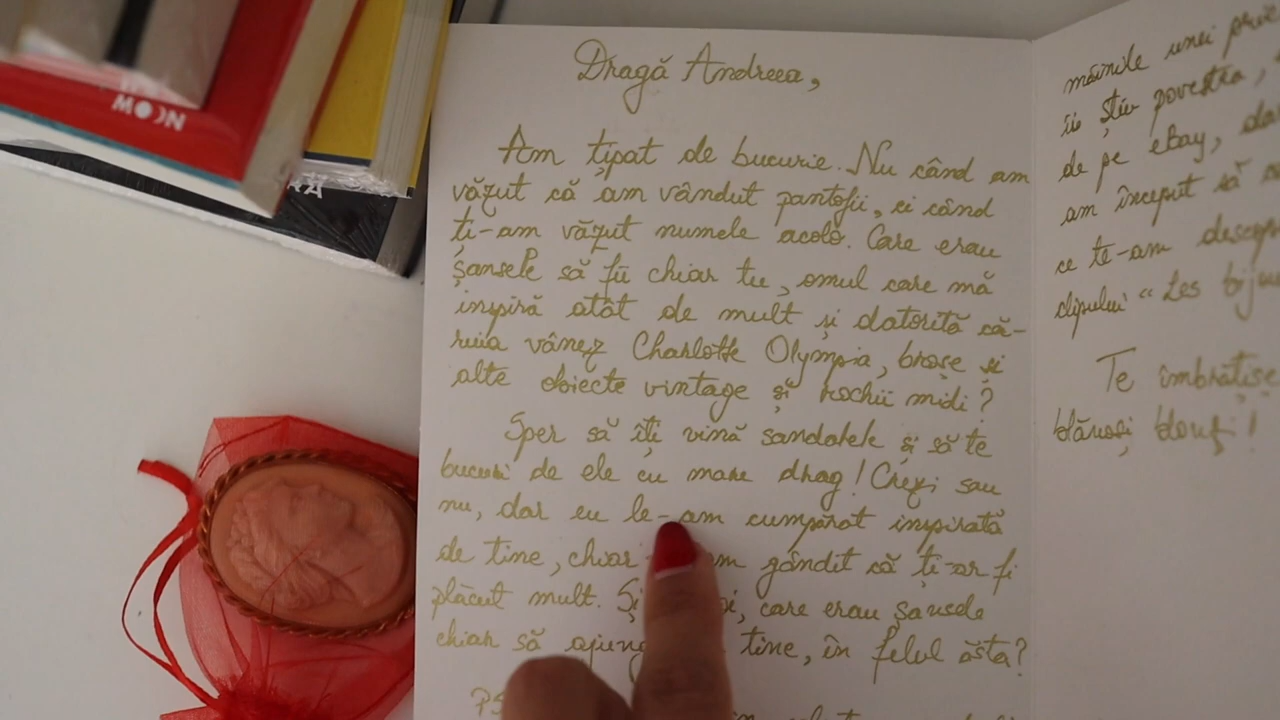 NCOW
RA
Dragă Andreea,
Am țipat de bucurie. Nu când am
văzut că am vândut pantofii, ci când
ți-am văzut numele acolo. Care erau
șansele să fii chiar tu, omul care mă
inspiră atât de mult și datorită că-
ruia vânez Charlotte Olympia, broșe și
alte obiecte vintage și rochii midi?
Sper să îți vină sandalele și să te
bucuri de ele cu mare drag! Crezi sau
nu, dar eu le-am cumpărat inspirată
de tine, chiar am gândit că ți-ar fi
plăcut mult. Și care erau șansele
chiar să ajung tine, în felul ăsta?
PS
mâinile unei
știu povestea,
de pe eBay,
am început să
ce te-am
clipului "Les
Te
blănoși